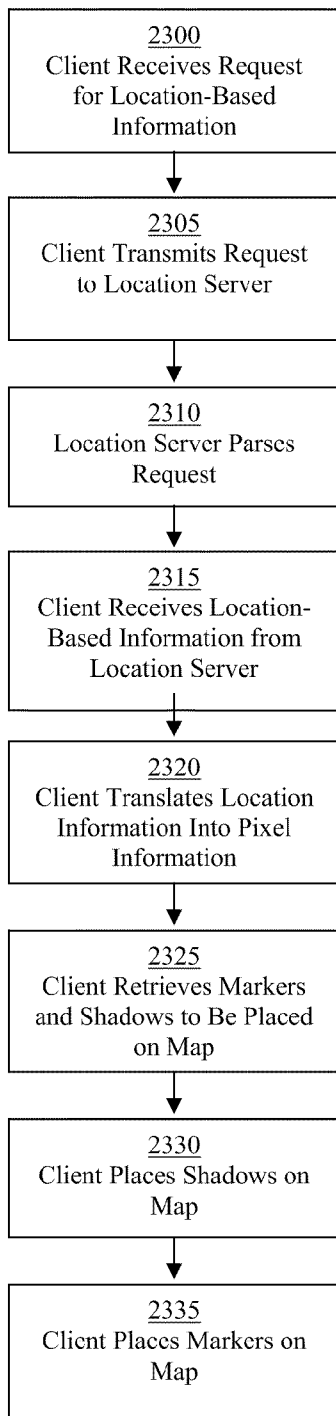 2300
Client Receives Request
for Location-Based
Information
2305
Client Transmits Request
to Location Server
2310
Location Server Parses
Request
2315
Client Receives Location-
Based Information from
Location Server
2320
Client Translates Location
Information Into Pixel
Information
2325
Client Retrieves Markers
and Shadows to Be Placed
on Map
2330
Client Places Shadows on
Map
2335
Client Places Markers on
Map